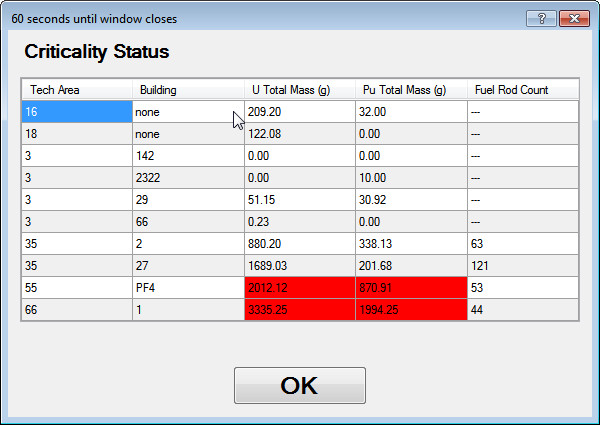 60 seconds until window closes
?
Criticality Status
Tech Area Building U Total Mass (g) Pu Total Mass (g) Fuel Rod Count
16 none 209.20 32.00 ---
18 none 122.08 0.00 ---
3 142 0.00 0.00 ---
3 2322 0.00 10.00 ---
3 29 51.15 30.92 ---
3 66 0.23 0.00 ---
35 2 880.20 338.13 63
35 27 1689.03 201.68 121
55 PF4 2012.12 870.91 53
66 1 3335.25 1994.25 44
OK